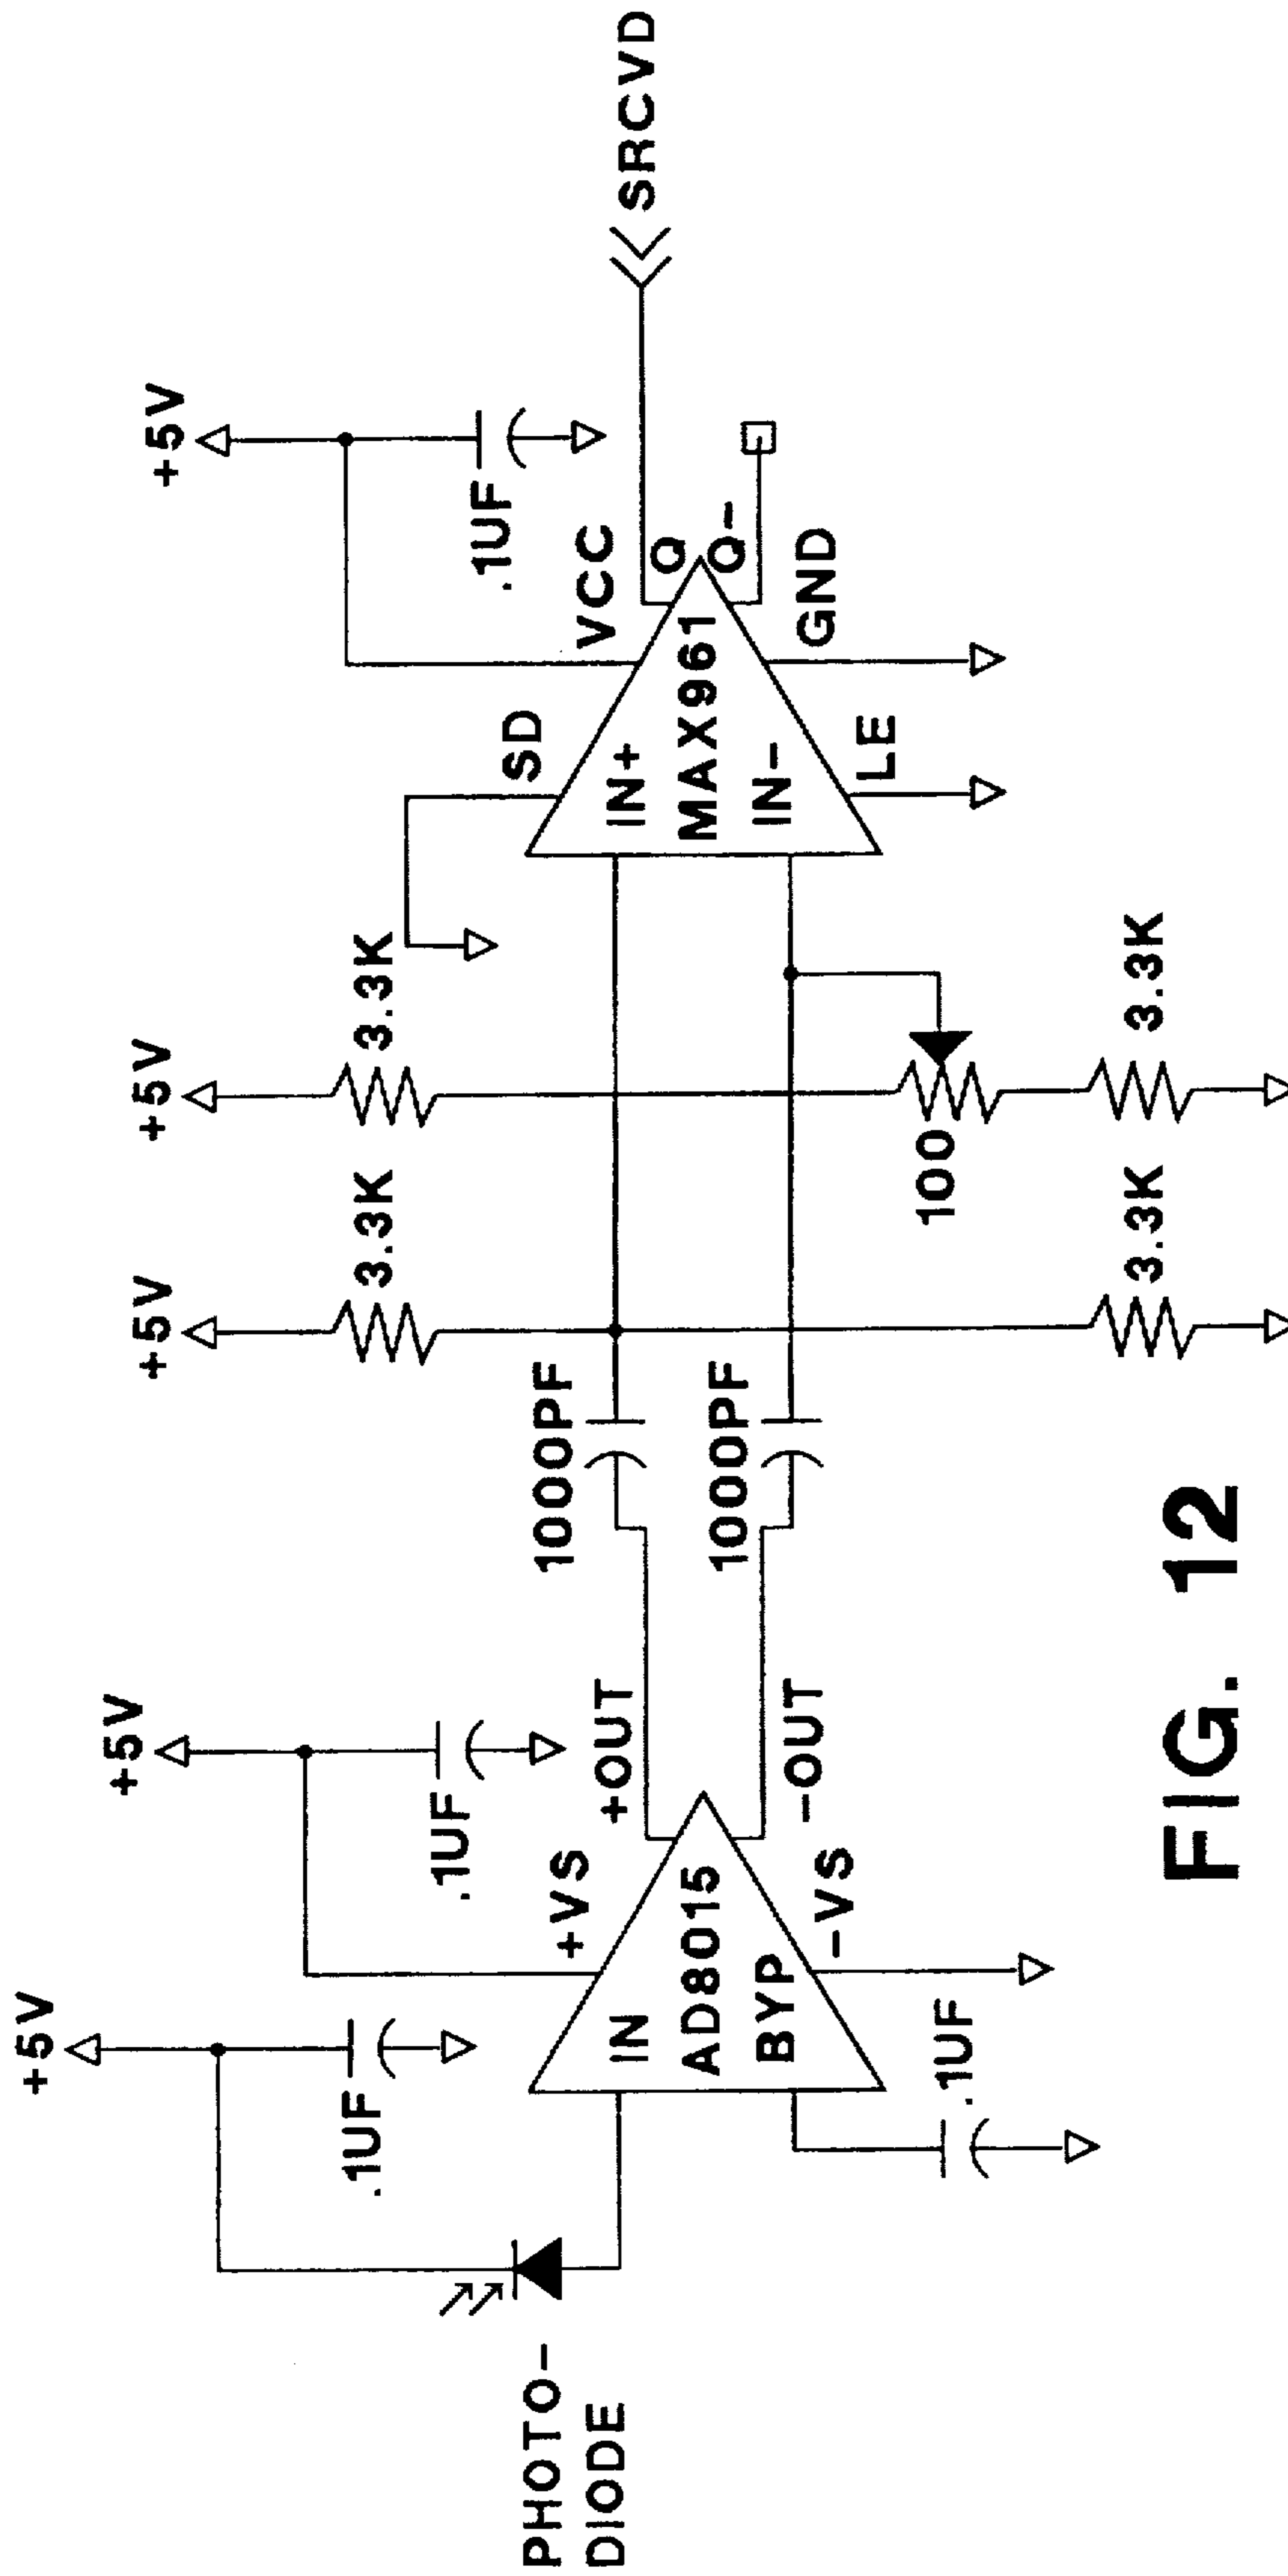 +5V
+5V
+5V
+5V
+5V
.1UF
.1UF
3.3K
3.3K
.1UF
PHOTO-
DIODE
IN
AD8015
BYP
+VS
-VS
+OUT
-OUT
.1UF
1000PF
1000PF
100
3.3K
3.3K
SD
VCC
IN+
MAX961
IN-
Q
Q-
LE
GND
SRCVD
FIG. 12